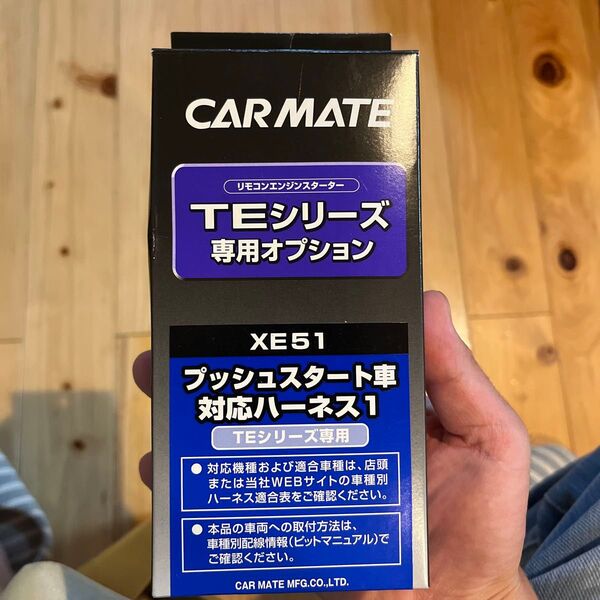 CAR MATE
リモコンエンジンスターター
TEシリーズ
専用オプション
XE51
プッシュスタート車
対応ハーネス1
TEシリーズ専用
● 対応機種および適合車種は、店頭
または当社WEBサイトの車種別
ハーネス適合表をご確認ください。
● 本品の車両への取付方法は、
車種別配線情報(ピットマニュアル)で
ご確認ください。
CAR MATE MFG.CO.,LTD.